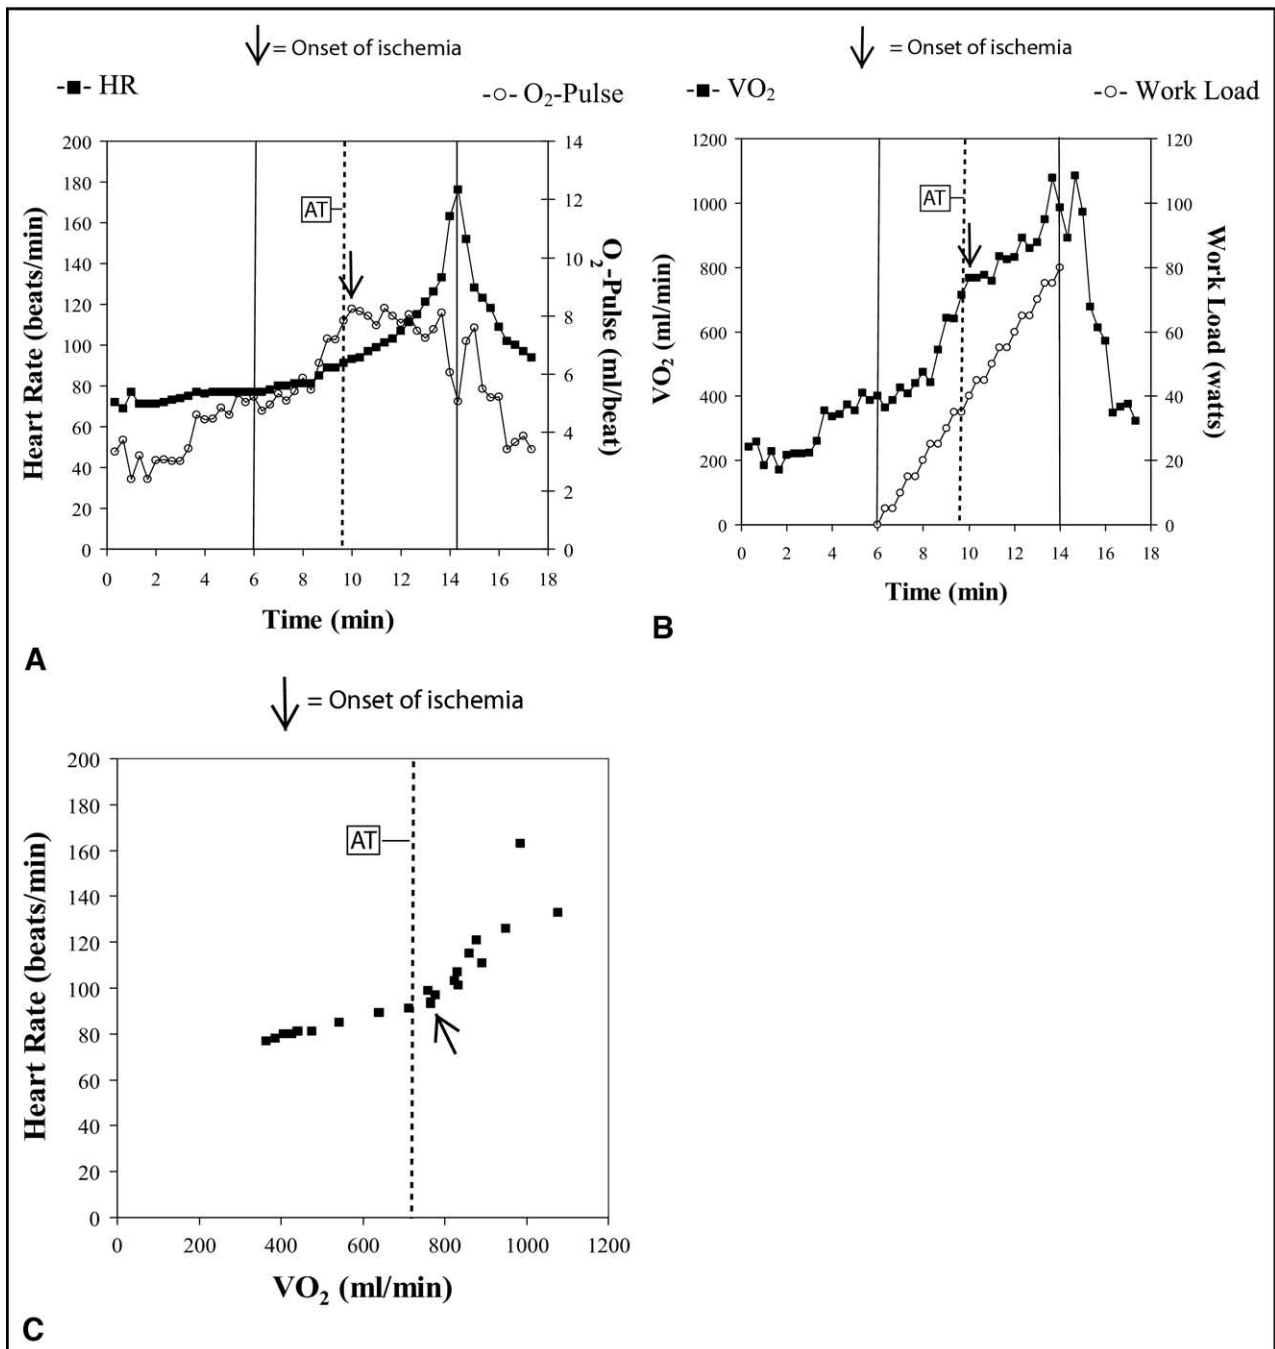 = Onset of ischemia
-■- HR
-○- O₂-Pulse
Heart Rate (beats/min)
200
180
160
140
120
100
80
60
40
20
0
AT
14
12
10
8
6
4
2
0
O₂-Pulse (ml/beat)
0 2 4 6 8 10 12 14 16 18
Time (min)
A
= Onset of ischemia
-■- VO₂
-○- Work Load
VO₂ (ml/min)
1200
1000
800
600
400
200
0
AT
120
100
80
60
40
20
0
Work Load (watts)
0 2 4 6 8 10 12 14 16 18
Time (min)
B
= Onset of ischemia
Heart Rate (beats/min)
200
180
160
140
120
100
80
60
40
20
0
AT
0 200 400 600 800 1000 1200
VO₂ (ml/min)
C